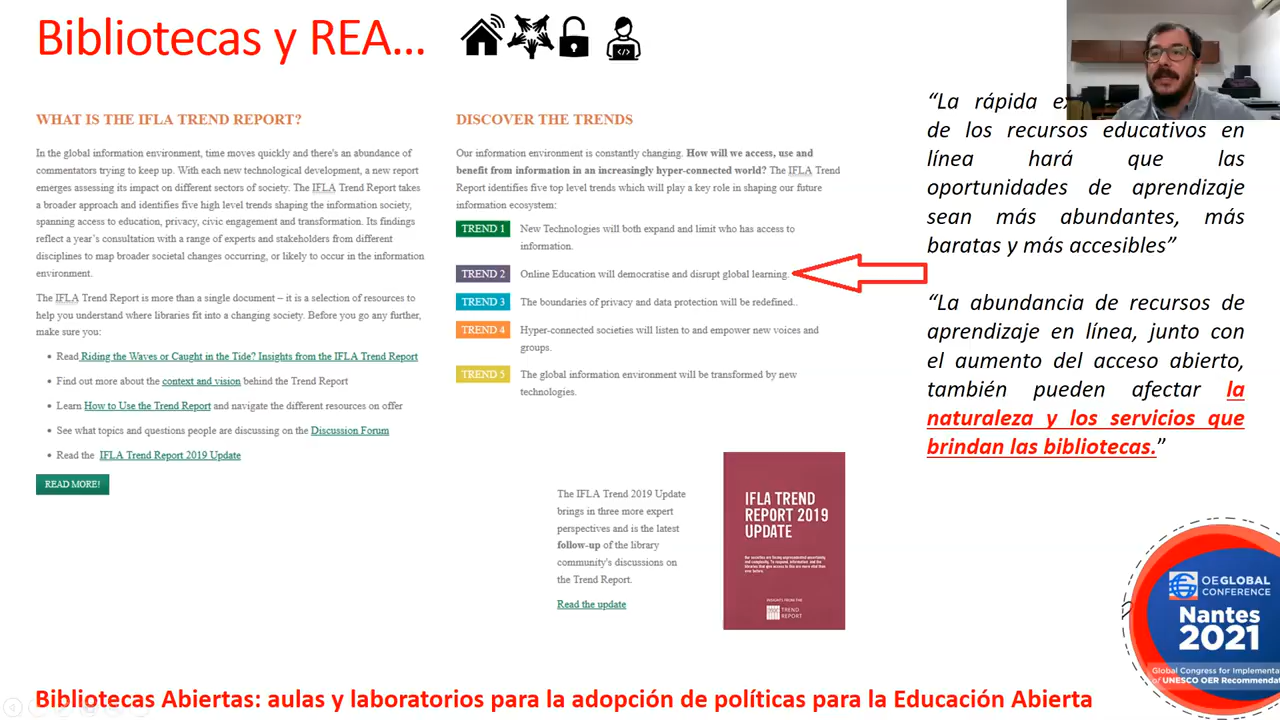 Bibliotecas y REA...
WHAT IS THE IFLA TREND REPORT?
In the global information environment, time moves quickly and there's an abundance of
commentators trying to keep up. With each new technological development, a new report
emerges assessing its impact on different sectors of society. The IFLA Trend Report takes
a broader approach and identifies five high level trends shaping the information society,
spanning access to education, privacy, civic engagement and transformation. Its findings
reflect a year's consultation with a range of experts and stakeholders from different
disciplines to map broader societal changes occurring, or likely to occur in the information
environment.
The IFLA Trend Report is more than a single document – it is a selection of resources to
help you understand where libraries fit into a changing society. Before you go any further,
make sure you:
• Read Riding the Waves or Caught in the Tide? Insights from the IFLA Trend Report
• Find out more about the context and vision behind the Trend Report
• Learn How to Use the Trend Report and navigate the different resources on offer
• See what topics and questions people are discussing on the Discussion Forum
• Read the IFLA Trend Report 2019 Update
READ MORE!
DISCOVER THE TRENDS
Our information environment is constantly changing. How will we access, use and
benefit from information in an increasingly hyper-connected world? The IFLA Trend
Report identifies five top level trends which will play a key role in shaping our future
information ecosystem:
TREND 1 New Technologies will both expand and limit who has access to
information.
TREND 2 Online Education will democratise and disrupt global learning.
TREND 3 The boundaries of privacy and data protection will be redefined..
TREND 4 Hyper-connected societies will listen to and empower new voices and
groups.
TREND 5 The global information environment will be transformed by new
technologies.
The IFLA Trend 2019 Update
brings in three more expert
perspectives and is the latest
follow-up of the library
community's discussions on
the Trend Report.
Read the update
IFLA TREND
REPORT 2019
UPDATE
INSIGHTS FROM THE
TREND
REPORT
“La rápida
de los recursos educativos en
línea hará que las
oportunidades de aprendizaje
sean más abundantes, más
baratas y más accesibles”
“La abundancia de recursos de
aprendizaje en línea, junto con
el aumento del acceso abierto,
también pueden afectar la
naturaleza y los servicios que
brindan las bibliotecas.”
OEGLOBAL
CONFERENCE
Nantes
2021
Global Congress for
of UNESCO OER
Bibliotecas Abiertas: aulas y laboratorios para la adopción de políticas para la Educación Abierta